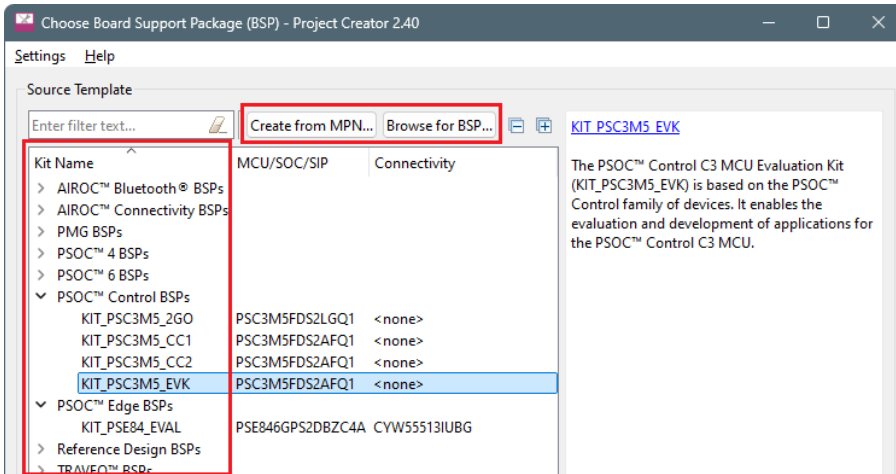 Choose Board Support Package (BSP) - Project Creator 2.40
Settings Help
Source Template
Enter filter text...
Create from MPN... Browse for BSP...
Kit Name MCU/SOC/SIP Connectivity
AIROC™ Bluetooth® BSPs
AIROC™ Connectivity BSPs
PMG BSPs
PSOC™ 4 BSPs
PSOC™ 6 BSPs
PSOC™ Control BSPs
KIT_PSC3M5_2GO PSC3M5FDS2LGQ1 <none>
KIT_PSC3M5_CC1 PSC3M5FDS2AFQ1 <none>
KIT_PSC3M5_CC2 PSC3M5FDS2AFQ1 <none>
KIT_PSC3M5_EVK PSC3M5FDS2AFQ1 <none>
PSOC™ Edge BSPs
KIT_PSE84_EVAL PSE846GPS2DBZC4A CYW55513IUBG
Reference Design BSPs
TRAVEO™ BSPs
KIT_PSC3M5_EVK
The PSOC™ Control C3 MCU Evaluation Kit
(KIT_PSC3M5_EVK) is based on the PSOC™
Control family of devices. It enables the
evaluation and development of applications for
the PSOC™ Control C3 MCU.